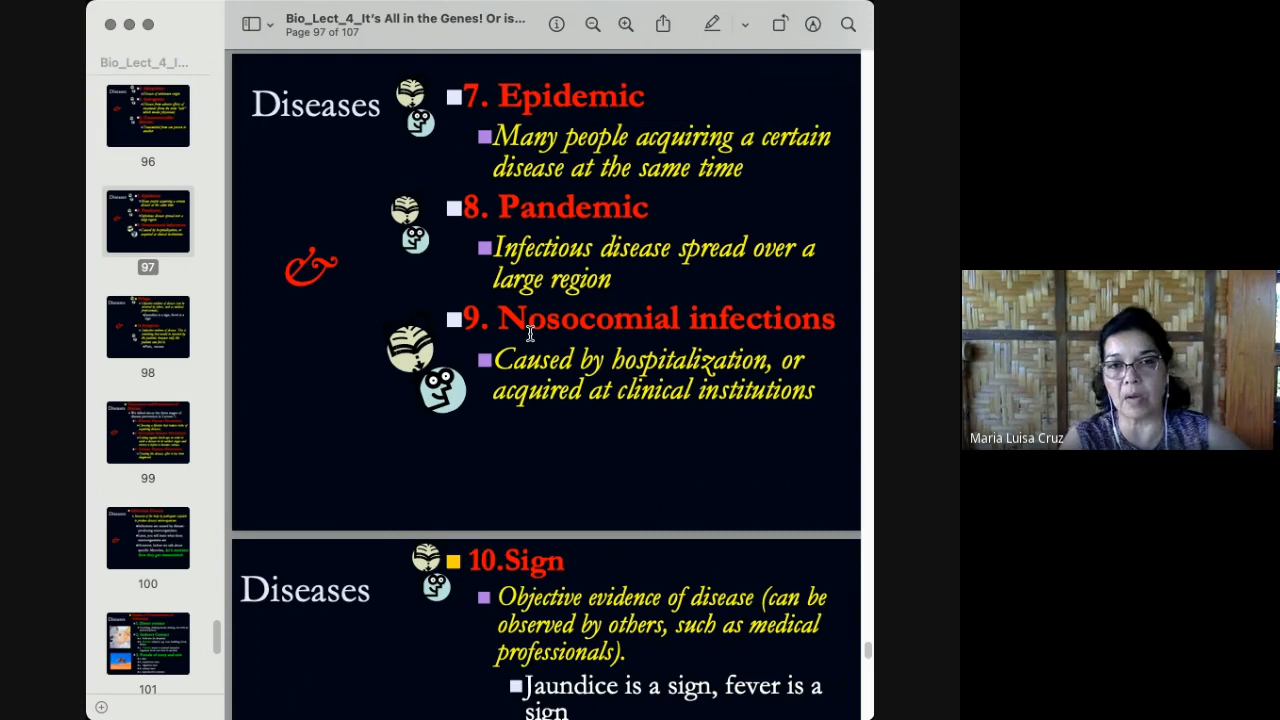 Bio_Lect_4_It's All in the Genes! Or is...
Page 97 of 107
Bio_Lect_4_I...
96
97
98
99
100
101
Diseases
7. Epidemic
Many people acquiring a certain
disease at the same time
8. Pandemic
Infectious disease spread over a
large region
&
9. Nosocomial infections
Caused by hospitalization, or
acquired at clinical institutions
Diseases
10.Sign
Objective evidence of disease (can be
observed by others, such as medical
professionals).
Jaundice is a sign, fever is a
sign
Maria Luisa Cruz